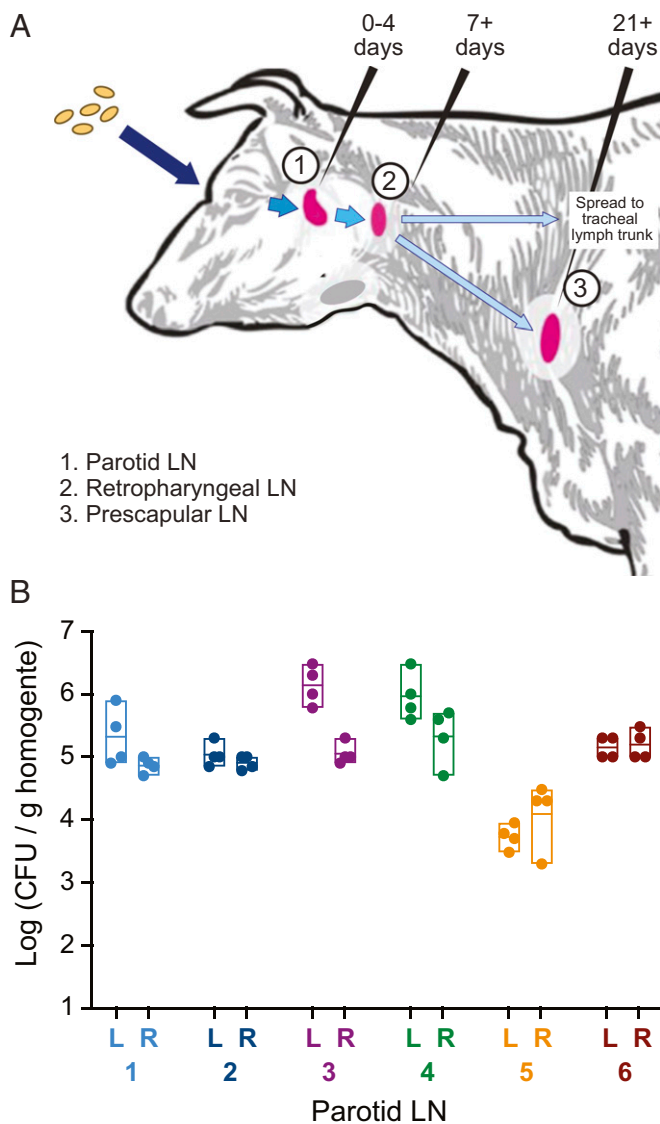 A
0-4
days
7+
days
21+
days
1
2
Spread to
tracheal
lymph trunk
3
1. Parotid LN
2. Retropharyngeal LN
3. Prescapular LN
B
Log (CFU / g homogente)
7
6
5
4
3
2
1
L R L R L R L R L R L R
1 2 3 4 5 6
Parotid LN